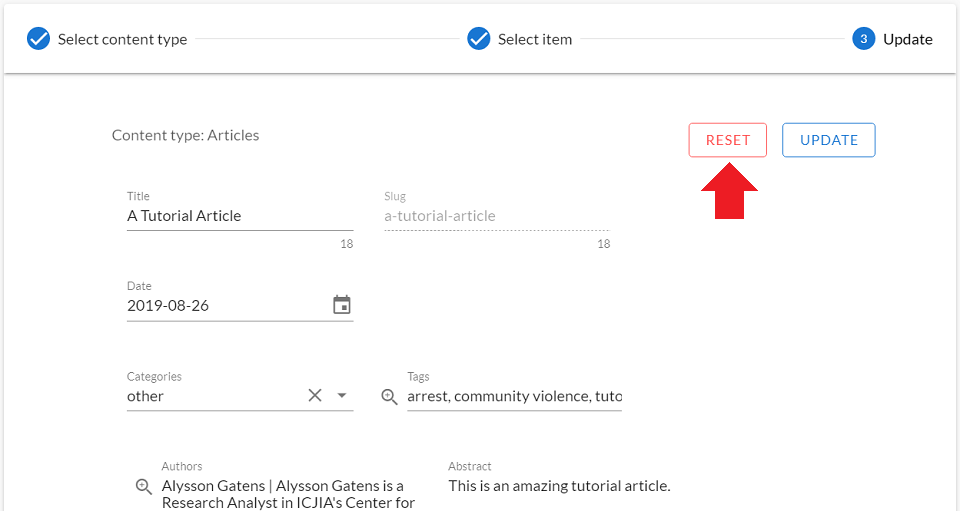 Select content type
Select item
3 Update
Content type: Articles
RESET
UPDATE
Title
A Tutorial Article
18
Slug
a-tutorial-article
18
Date
2019-08-26
Categories
other
Tags
arrest, community violence, tuto
Authors
Alysson Gatens | Alysson Gatens is a
Research Analyst in ICJIA's Center for
Abstract
This is an amazing tutorial article.